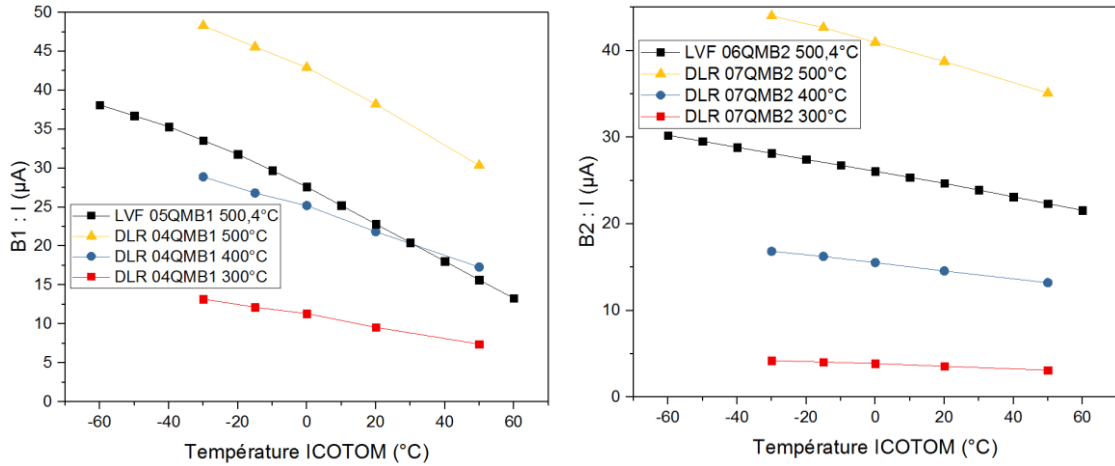 50
45
40
35
30
25
20
15
10
5
0
B1 : I (µA)
LVF 05QMB1 500,4°C
DLR 04QMB1 500°C
DLR 04QMB1 400°C
DLR 04QMB1 300°C
-60 -40 -20 0 20 40 60
Température ICOTOM (°C)
40
30
20
10
0
B2 : I (µA)
LVF 06QMB2 500,4°C
DLR 07QMB2 500°C
DLR 07QMB2 400°C
DLR 07QMB2 300°C
-60 -40 -20 0 20 40 60
Température ICOTOM (°C)